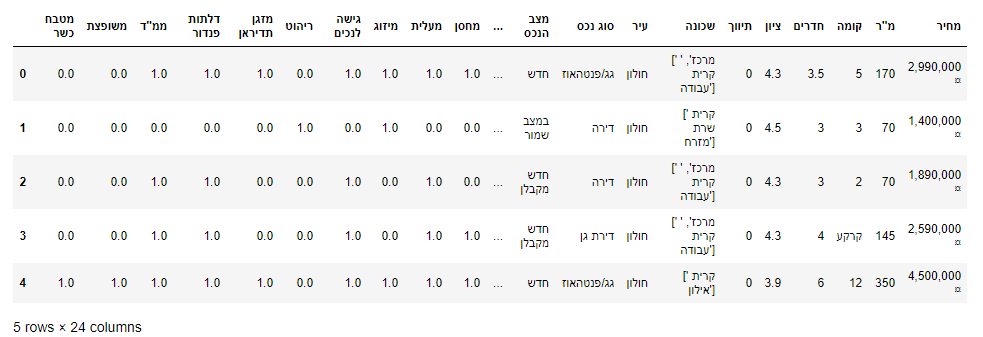 מחיר מ"ר קומה חדרים ציון תיווך שכונה עיר סוג נכס מצב הנכס ... מחסן מעלית מיזוג גישה לנכים ריהוט מזגן תדיראן דלתות פנדור ממ"ד משופצת מטבח כשר
2,990,000 ¤ 170 5 3.5 4.3 0 [' מרכז', ' קרית עבודה'] חולון גג/פנטהאוז חדש ... 1.0 1.0 1.0 1.0 0.0 1.0 1.0 1.0 0.0 0.0 0
1,400,000 ¤ 70 3 3 4.5 0 [' קרית שרת מזרח'] חולון דירה במצב שמור ... 0.0 0.0 1.0 0.0 1.0 0.0 0.0 0.0 0.0 0.0 1
1,890,000 ¤ 70 2 3 4.3 0 [' מרכז', ' קרית עבודה'] חולון דירה חדש מקבלן ... 0.0 1.0 0.0 1.0 0.0 0.0 1.0 1.0 0.0 0.0 2
2,590,000 ¤ 145 קרקע 4 4.3 0 [' מרכז', ' קרית עבודה'] חולון דירת גן חדש מקבלן ... 1.0 1.0 0.0 1.0 0.0 0.0 1.0 1.0 0.0 0.0 3
4,500,000 ¤ 350 12 6 3.9 0 [' קרית אילון'] חולון גג/פנטהאוז חדש ... 1.0 1.0 1.0 1.0 0.0 1.0 1.0 1.0 1.0 1.0 4
5 rows × 24 columns